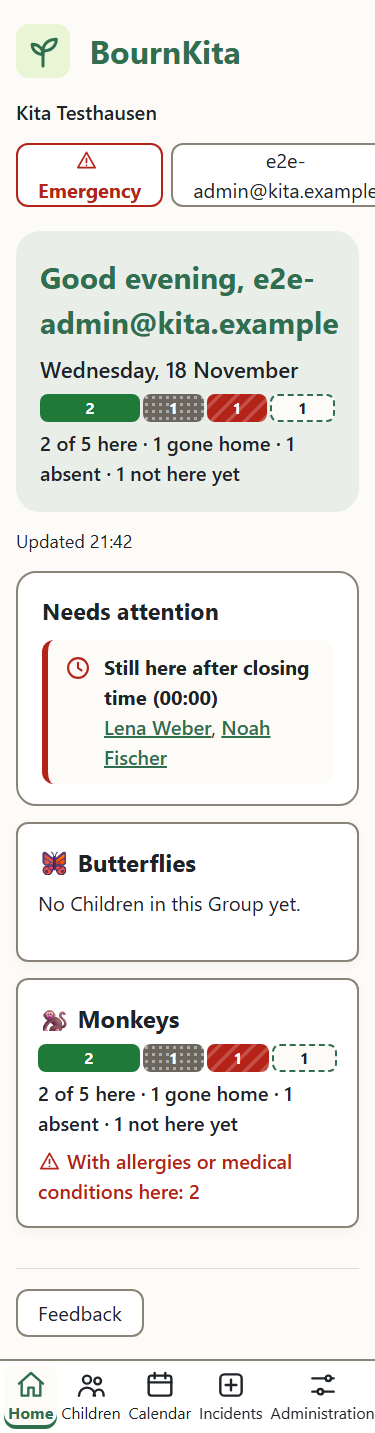 BournKita
Kita Testhausen
Emergency
e2e-
admin@kita.example
Good evening, e2e-
admin@kita.example
Wednesday, 18 November
2 1 1 1
2 of 5 here · 1 gone home · 1
absent · 1 not here yet
Updated 21:42
Needs attention
Still here after closing
time (00:00)
Lena Weber, Noah
Fischer
Butterflies
No Children in this Group yet.
Monkeys
2 1 1 1
2 of 5 here · 1 gone home · 1
absent · 1 not here yet
With allergies or medical
conditions here: 2
Feedback
Home Children Calendar Incidents Administration